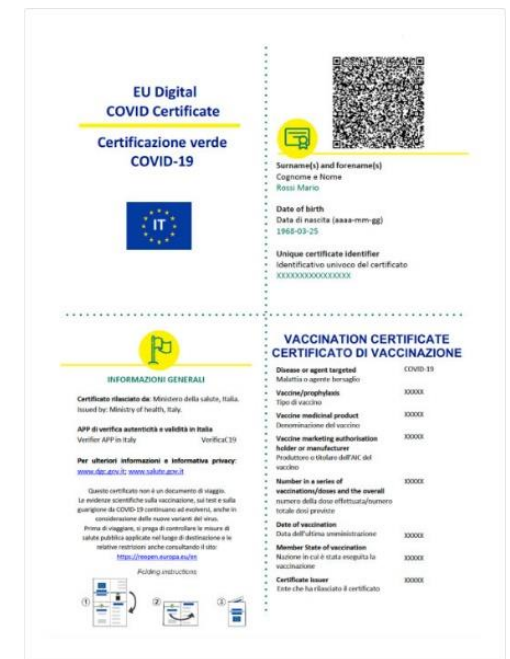 EU Digital
COVID Certificate
Certificazione verde
COVID-19
IT
Surname(s) and forename(s)
Cognome e Nome
Rossi Mario
Date of birth
Data di nascita (aaaa-mm-gg)
1968-03-25
Unique certificate identifier
Identificativo univoco del certificato
XXXXXXXXXXXXXXXX
INFORMAZIONI GENERALI
Certificato rilasciato da: Ministero della salute, Italia.
Issued by: Ministry of health, Italy.
APP di verifica autenticità e validità in Italia
Verifier APP in Italy VerificaC19
Per ulteriori informazioni e informativa privacy:
www.dgc.gov.it; www.salute.gov.it
Questo certificato non è un documento di viaggio.
Le evidenze scientifiche sulla vaccinazione, sui test e sulla
guarigione da COVID-19 continuano ad evolversi, anche in
considerazione delle nuove varianti del virus.
Prima di viaggiare, si prega di controllare le misure di
salute pubblica applicate nel luogo di destinazione e le
relative restrizioni anche consultando il sito:
https://reopen.europa.eu/en
Folding instructions
1
2
3
VACCINATION CERTIFICATE
CERTIFICATO DI VACCINAZIONE
Disease or agent targeted COVID-19
Malattia o agente bersaglio
Vaccine/prophylaxis XXXXX
Tipo di vaccino
Vaccine medicinal product XXXXX
Denominazione del vaccino
Vaccine marketing authorisation XXXXX
holder or manufacturer
Produttore o titolare dell'AIC del
vaccino
Number in a series of XXXXX
vaccinations/doses and the overall
numero della dose effettuata/numero
totale dosi previste
Date of vaccination
Data dell'ultima somministrazione XXXXX
Member State of vaccination
Nazione in cui è stata eseguita la XXXXX
vaccinazione
Certificate issuer XXXXX
Ente che ha rilasciato il certificato